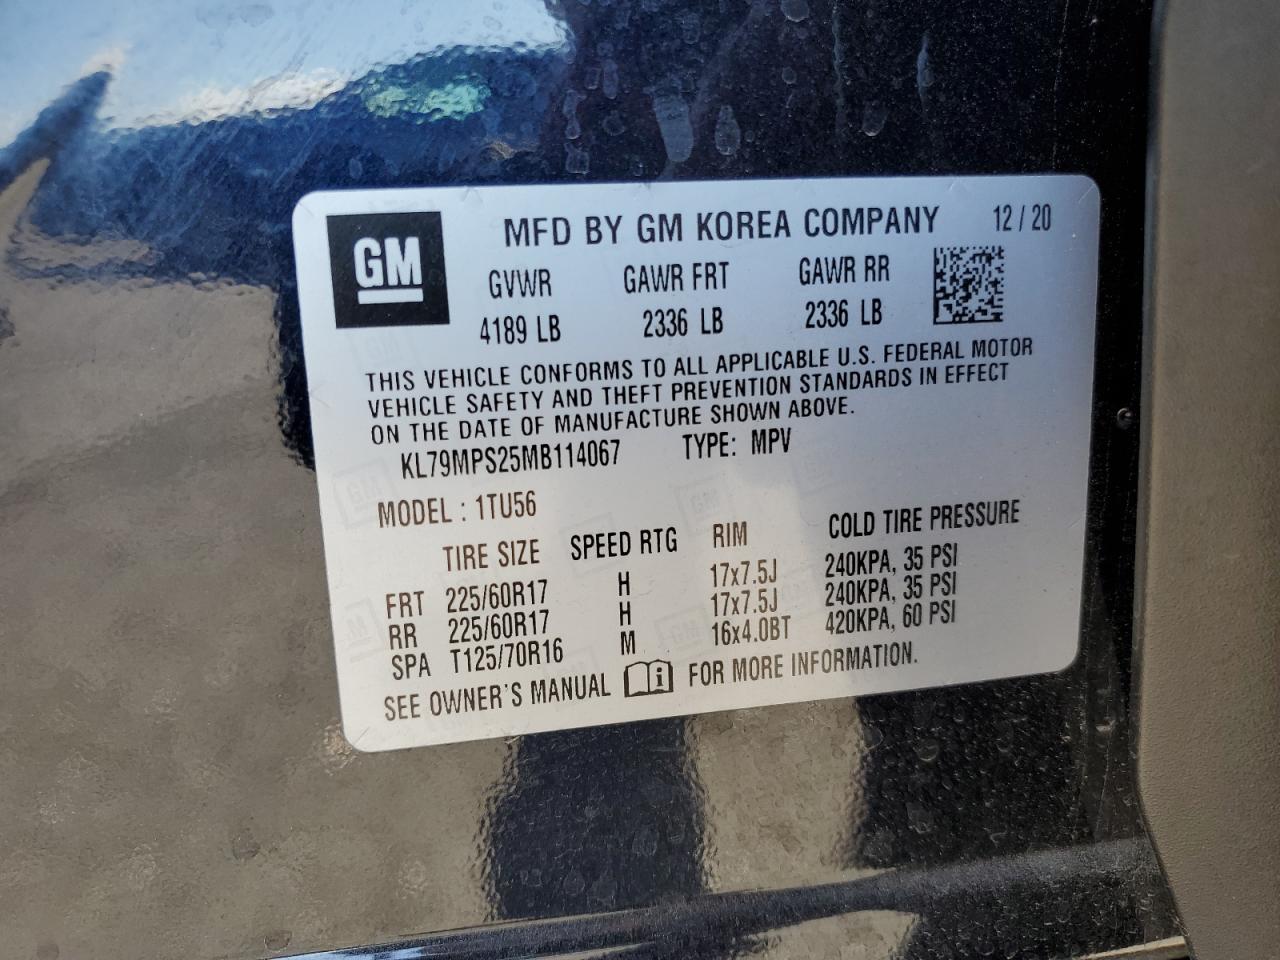 GM
MFD BY GM KOREA COMPANY 12/20
GVWR GAWR FRT GAWR RR
4189 LB 2336 LB 2336 LB
THIS VEHICLE CONFORMS TO ALL APPLICABLE U.S. FEDERAL MOTOR
VEHICLE SAFETY AND THEFT PREVENTION STANDARDS IN EFFECT
ON THE DATE OF MANUFACTURE SHOWN ABOVE.
KL79MPS25MB114067 TYPE: MPV
MODEL : 1TU56
TIRE SIZE SPEED RTG RIM COLD TIRE PRESSURE
FRT 225/60R17 H 17x7.5J 240KPA, 35 PSI
RR 225/60R17 H 17x7.5J 240KPA, 35 PSI
SPA T125/70R16 M 16x4.0BT 420KPA, 60 PSI
SEE OWNER'S MANUAL i FOR MORE INFORMATION.